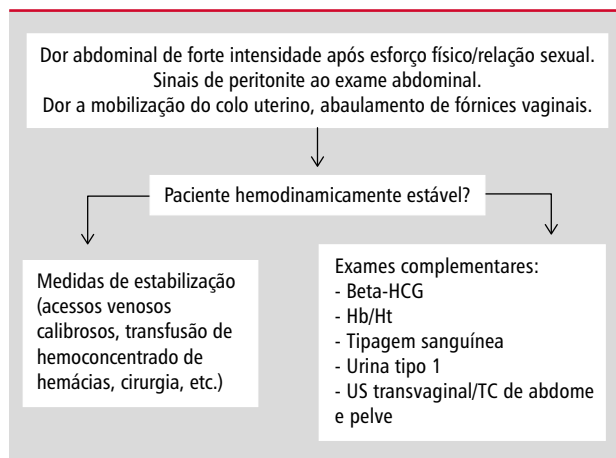 Dor abdominal de forte intensidade após esforço físico/relação sexual.
Sinais de peritonite ao exame abdominal.
Dor a mobilização do colo uterino, abaulamento de fórnices vaginais.
Paciente hemodinamicamente estável?
Medidas de estabilização
(acessos venosos
calibrosos, transfusão de
hemoconcentrado de
hemácias, cirurgia, etc.)
Exames complementares:
- Beta-HCG
- Hb/Ht
- Tipagem sanguínea
- Urina tipo 1
- US transvaginal/TC de abdome
e pelve